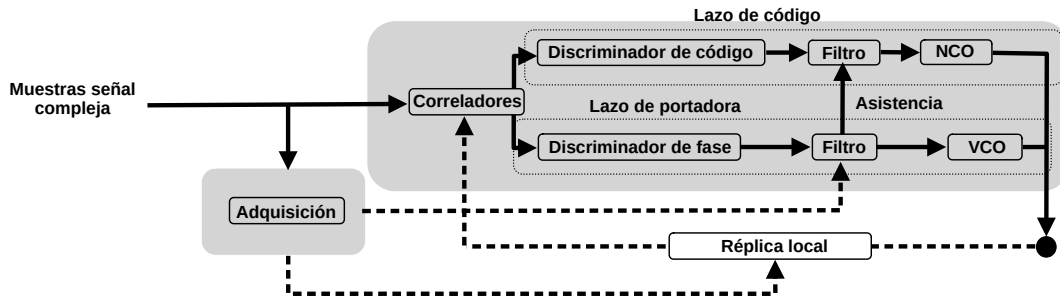 Lazo de código
Discriminador de código
Filtro
NCO
Muestras señal
compleja
Correladores
Lazo de portadora
Asistencia
Discriminador de fase
Filtro
VCO
Adquisición
Réplica local